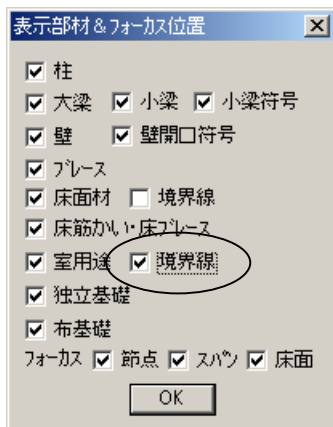 表示部材＆フォーカス位置
柱
大梁 小梁 小梁符号
壁 壁開口符号
ブレース
床面材 境界線
床筋かい・床ブレース
室用途 境界線
独立基礎
布基礎
フォーカス 節点 スパン 床面
OK